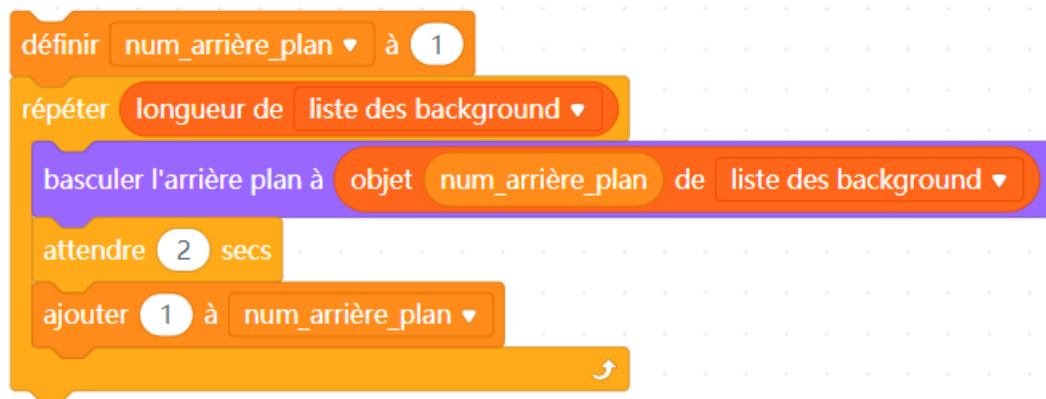 définir num_arrière_plan à 1
répéter longueur de liste des background
basculer l'arrière plan à objet num_arrière_plan de liste des background
attendre 2 secs
ajouter 1 à num_arrière_plan